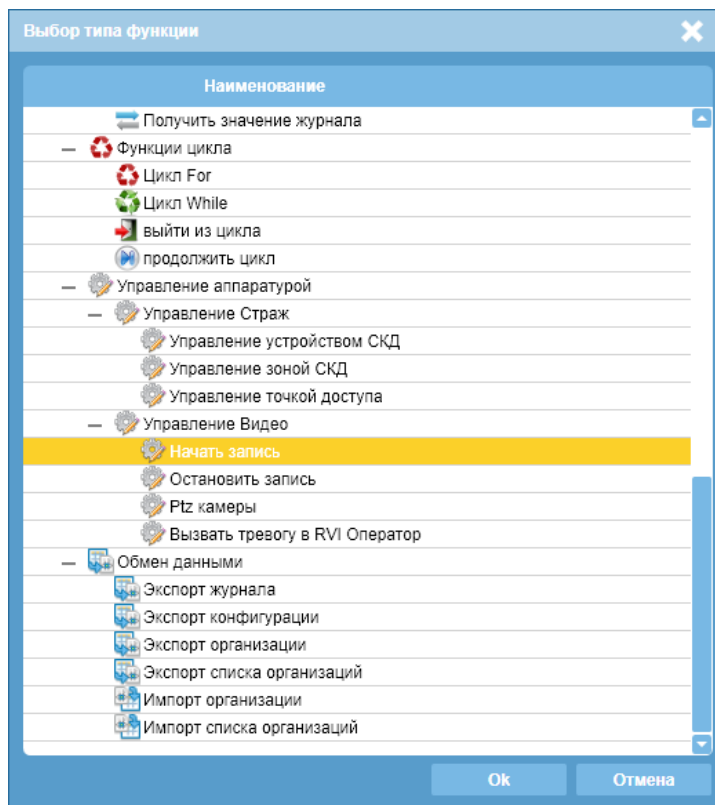 Выбор типа функции
Наименование
Получить значение журнала
Функции цикла
Цикл For
Цикл While
выйти из цикла
продолжить цикл
Управление аппаратурой
Управление Страж
Управление устройством СКД
Управление зоной СКД
Управление точкой доступа
Управление Видео
Начать запись
Остановить запись
Ptz камеры
Вызвать тревогу в RVI Оператор
Обмен данными
Экспорт журнала
Экспорт конфигурации
Экспорт организации
Экспорт списка организаций
Импорт организации
Импорт списка организаций
Ok Отмена